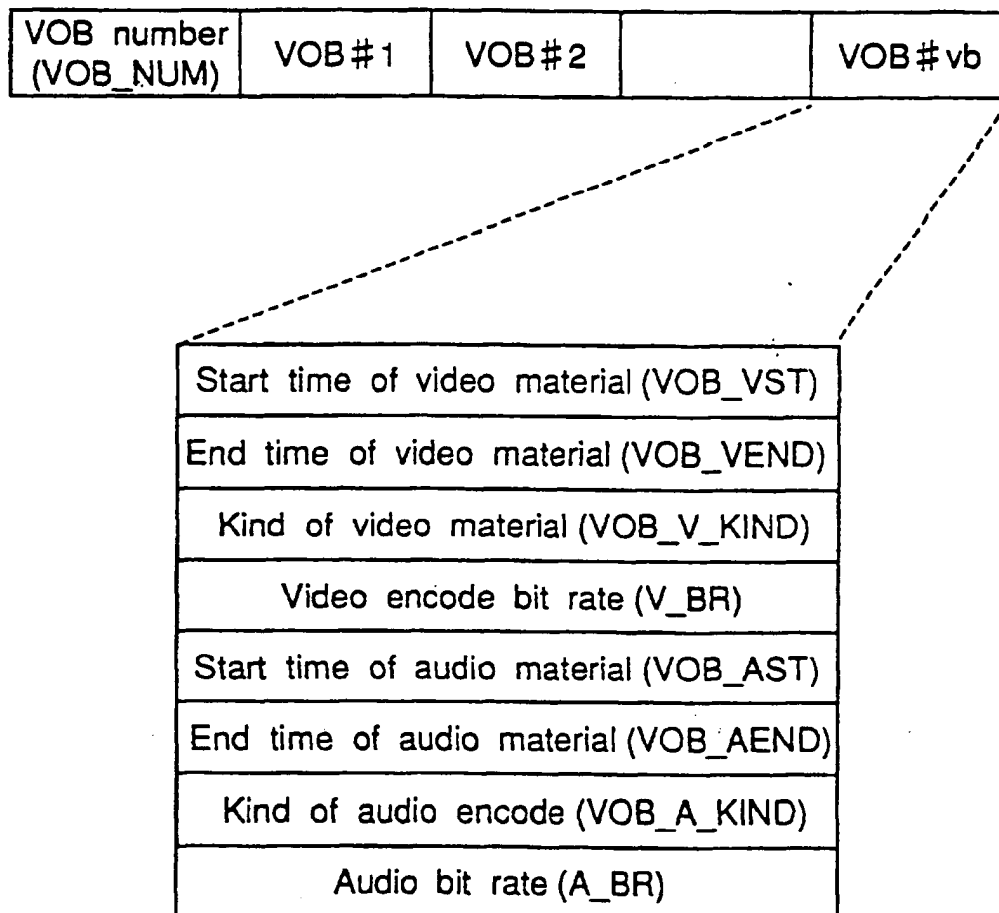 VOB number
(VOB_NUM)
VOB#1
VOB#2
VOB#vb
Start time of video material (VOB_VST)
End time of video material (VOB_VEND)
Kind of video material (VOB_V_KIND)
Video encode bit rate (V_BR)
Start time of audio material (VOB_AST)
End time of audio material (VOB_AEND)
Kind of audio encode (VOB_A_KIND)
Audio bit rate (A_BR)